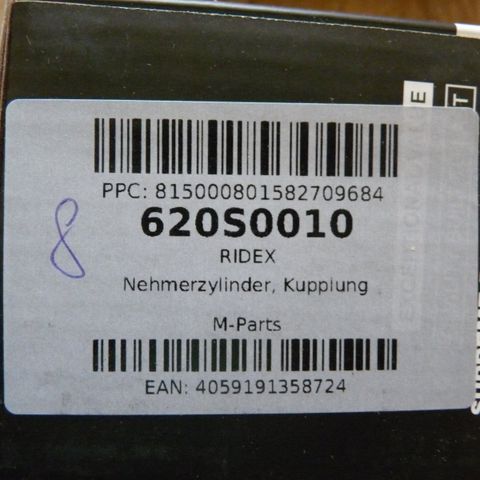 PPC: 815000801582709684
620S0010
RIDEX
Nehmerzylinder, Kupplung
M-Parts
EAN: 4059191358724
8